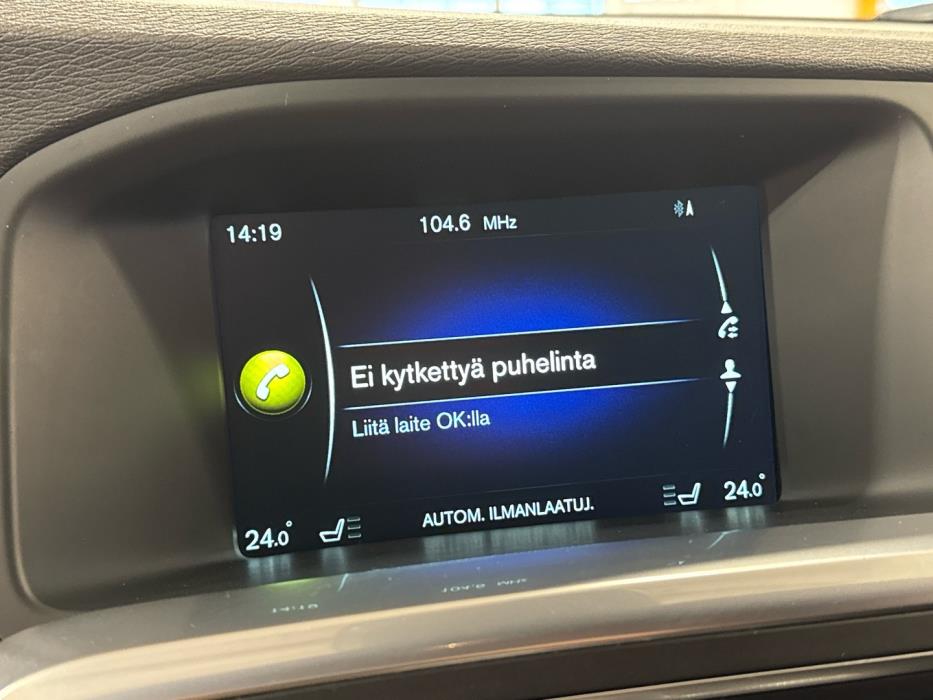 14:19
104.6 MHz
Ei kytkettyä puhelinta
Liitä laite OK:lla
24.0°
AUTOM. ILMANLAATUJ.
24.0°